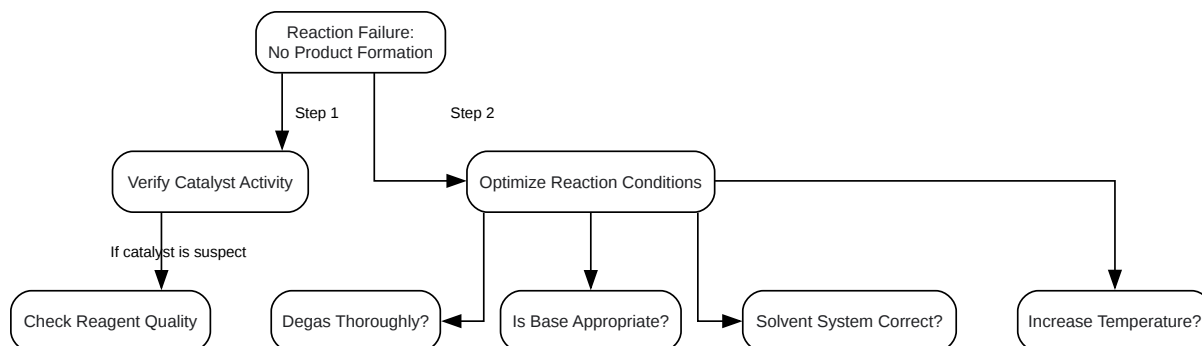 Reaction Failure:
No Product Formation
Step 1
Step 2
Verify Catalyst Activity
Optimize Reaction Conditions
If catalyst is suspect
Check Reagent Quality
Degas Thoroughly?
Is Base Appropriate?
Solvent System Correct?
Increase Temperature?